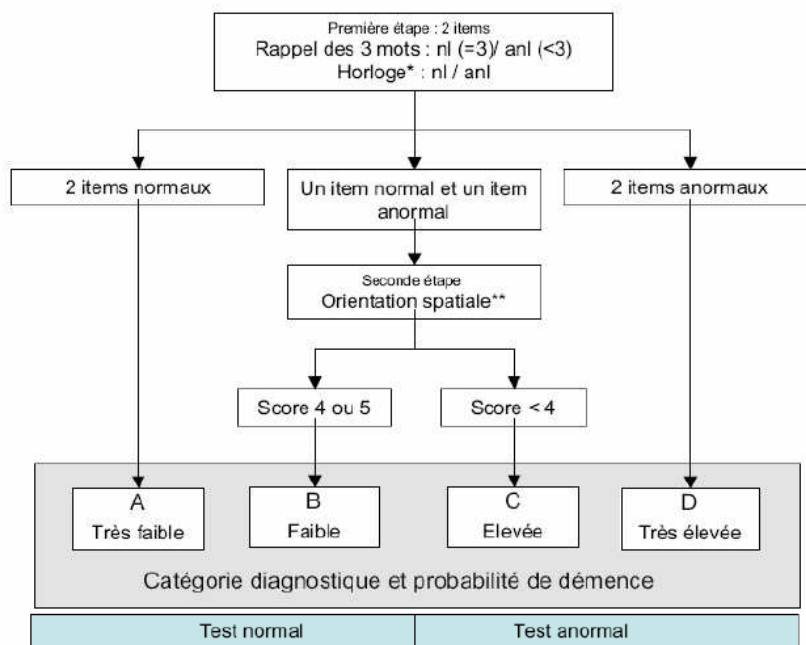 Première étape : 2 items
Rappel des 3 mots : nl (=3)/ anl (<3)
Horloge* : nl / anl
2 items normaux
Un item normal et un item
anormal
2 items anormaux
Seconde étape
Orientation spatiale**
Score 4 ou 5
Score < 4
A
Très faible
B
Faible
C
Elevée
D
Très élevée
Catégorie diagnostique et probabilité de démence
Test normal
Test anormal